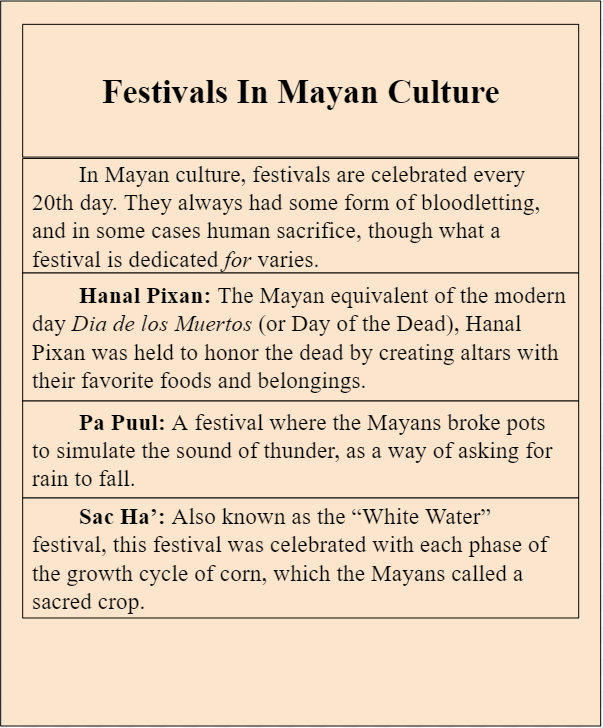 Festivals In Mayan Culture
In Mayan culture, festivals are celebrated every
20th day. They always had some form of bloodletting,
and in some cases human sacrifice, though what a
festival is dedicated for varies.
Hanal Pixan: The Mayan equivalent of the modern
day Dia de los Muertos (or Day of the Dead), Hanal
Pixan was held to honor the dead by creating altars with
their favorite foods and belongings.
Pa Puul: A festival where the Mayans broke pots
to simulate the sound of thunder, as a way of asking for
rain to fall.
Sac Ha’: Also known as the “White Water”
festival, this festival was celebrated with each phase of
the growth cycle of corn, which the Mayans called a
sacred crop.